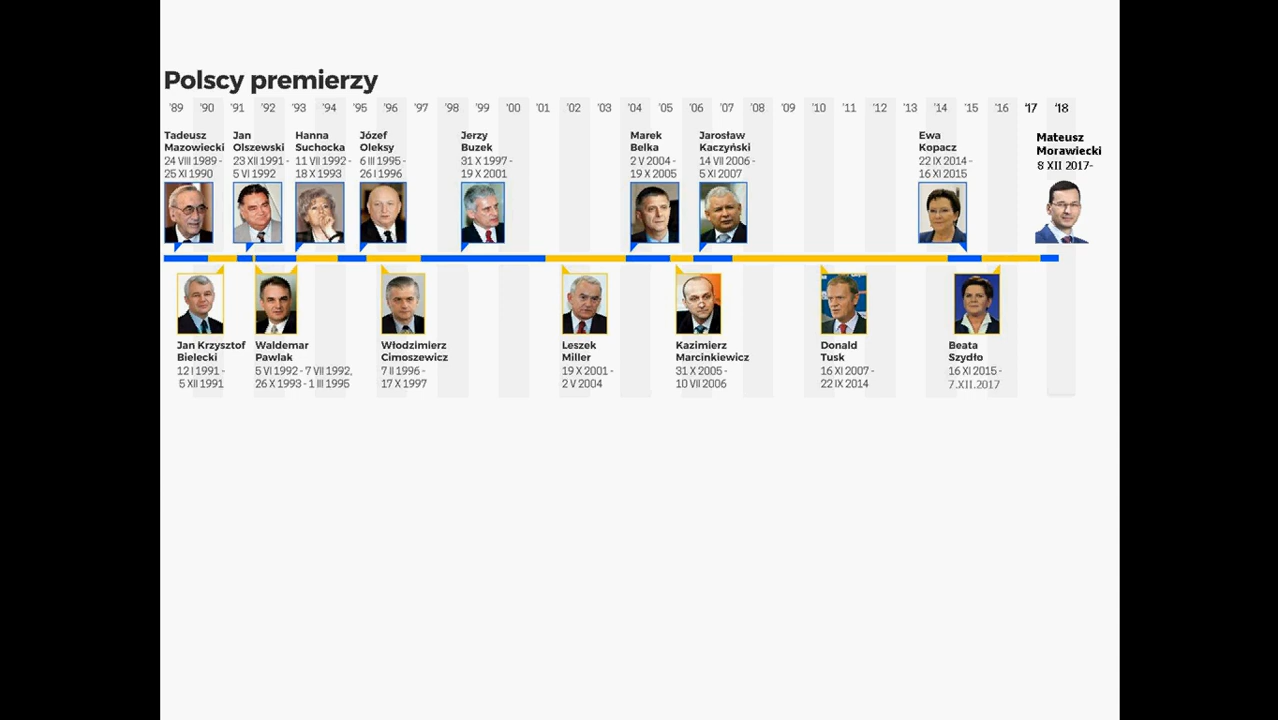 Polscy premierzy
'89 '90 '91 '92 '93 '94 '95 '96 '97 '98 '99 '00 '01 '02 '03 '04 '05 '06 '07 '08 '09 '10 '11 '12 '13 '14 '15 '16 '17 '18
Tadeusz
Mazowiecki
24 VIII 1989 -
25 XI 1990
Jan
Olszewski
23 XII 1991 -
5 VI 1992
Hanna
Suchocka
11 VII 1992 -
18 X 1993
Józef
Oleksy
6 III 1995 -
26 I 1996
Jerzy
Buzek
31 X 1997 -
19 X 2001
Marek
Belka
2 V 2004 -
19 X 2005
Jarosław
Kaczyński
14 VII 2006 -
5 XI 2007
Ewa
Kopacz
22 IX 2014 -
16 XI 2015
Mateusz
Morawiecki
8 XII 2017-
Jan Krzysztof
Bielecki
12 I 1991 -
5 XII 1991
Waldemar
Pawlak
5 VI 1992 - 7 VII 1992,
26 X 1993 - 1 III 1995
Włodzimierz
Cimoszewicz
7 II 1996 -
17 X 1997
Leszek
Miller
19 X 2001 -
2 V 2004
Kazimierz
Marcinkiewicz
31 X 2005 -
10 VII 2006
Donald
Tusk
16 XI 2007 -
22 IX 2014
Beata
Szydło
16 XI 2015 -
7.XII.2017